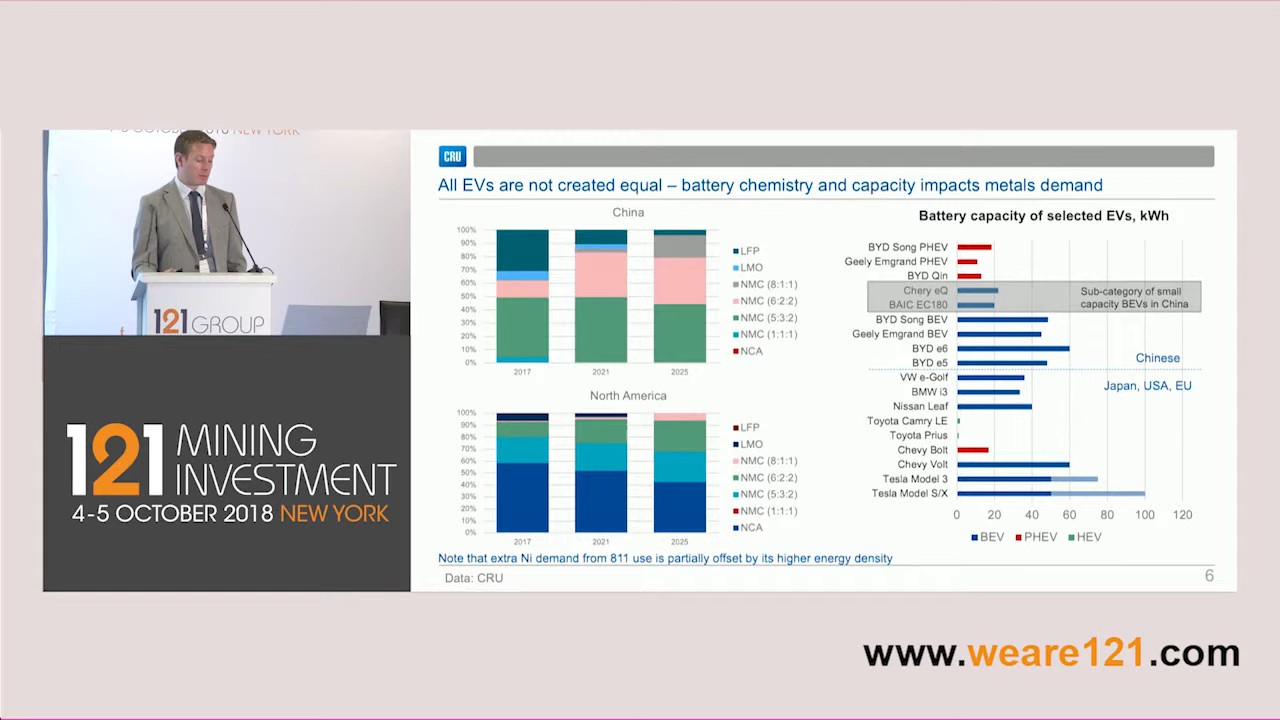 4-5 OCTOBER 2018 NEW YORK
121 GROUP
121 MINING
INVESTMENT
4-5 OCTOBER 2018 NEW YORK
CRU
All EVs are not created equal – battery chemistry and capacity impacts metals demand
China
100%
90%
80%
70%
60%
50%
40%
30%
20%
10%
0%
2017 2021 2025
LFP
LMO
NMC (8:1:1)
NMC (6:2:2)
NMC (5:3:2)
NMC (1:1:1)
NCA
North America
100%
90%
80%
70%
60%
50%
40%
30%
20%
10%
0%
2017 2021 2025
LFP
LMO
NMC (8:1:1)
NMC (6:2:2)
NMC (5:3:2)
NMC (1:1:1)
NCA
Battery capacity of selected EVs, kWh
BYD Song PHEV
Geely Emgrand PHEV
BYD Qin
Chery eQ
BAIC EC180
Sub-category of small
capacity BEVs in China
BYD Song BEV
Geely Emgrand BEV
BYD e6
BYD e5
Chinese
VW e-Golf
Japan, USA, EU
BMW i3
Nissan Leaf
Toyota Camry LE
Toyota Prius
Chevy Bolt
Chevy Volt
Tesla Model 3
Tesla Model S/X
0 20 40 60 80 100 120
BEV PHEV HEV
Note that extra Ni demand from 811 use is partially offset by its higher energy density
Data: CRU
6
www.weare121.com